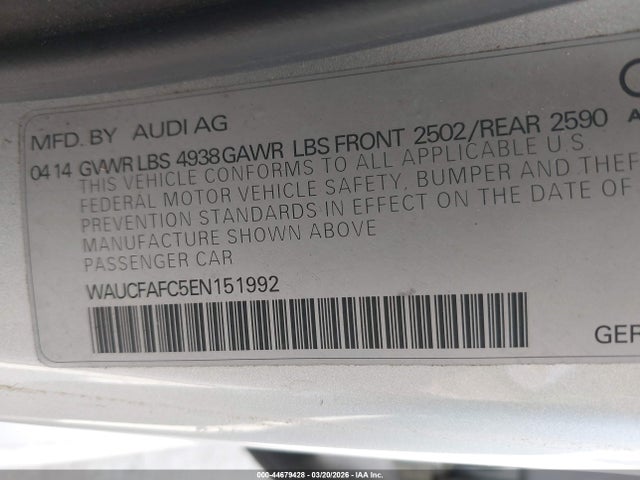 MFD. BY AUDI AG
04 14 GVWR LBS 4938 GAWR LBS FRONT 2502/REAR 2590
THIS VEHICLE CONFORMS TO ALL APPLICABLE U.S.
FEDERAL MOTOR VEHICLE SAFETY, BUMPER AND THEF
PREVENTION STANDARDS IN EFFECT ON THE DATE OF
MANUFACTURE SHOWN ABOVE
PASSENGER CAR
WAUCFAFC5EN151992
GER
000-44679428 - 03/20/2026 - IAA Inc.